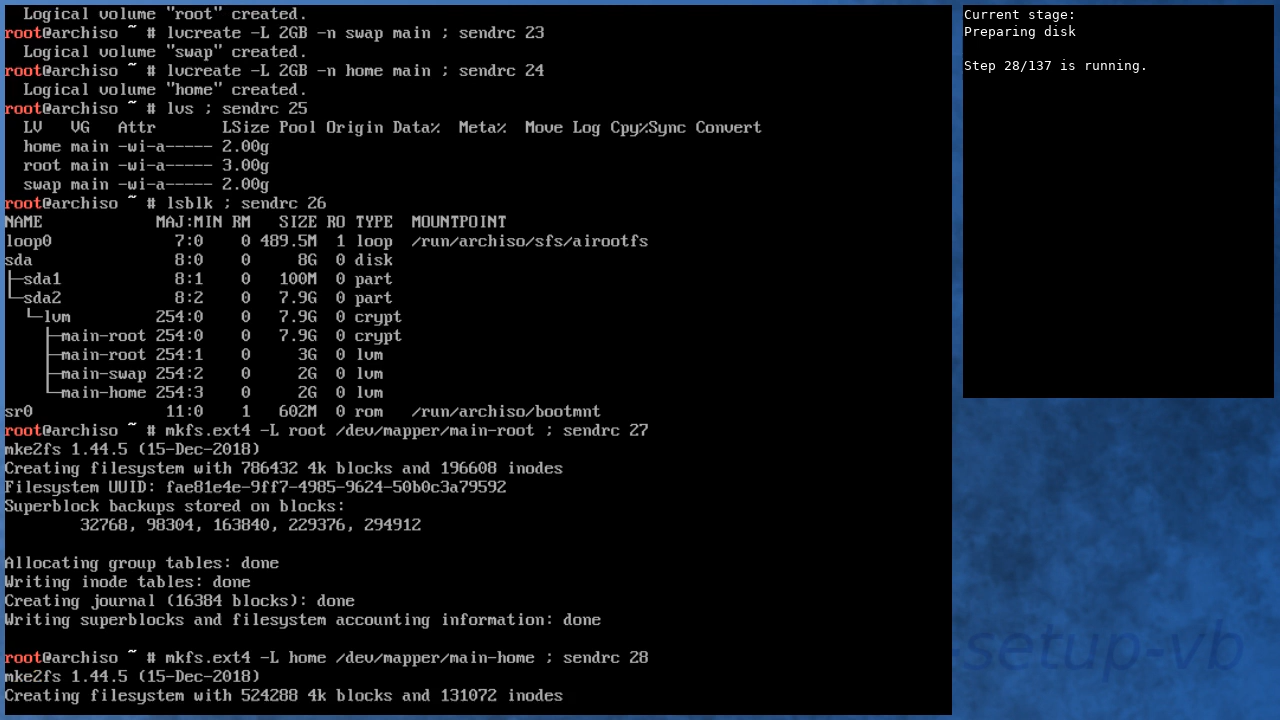 Logical volume "root" created.
root@archiso ~ # lvcreate -L 2GB -n swap main ; sendrc 23
  Logical volume "swap" created.
root@archiso ~ # lvcreate -L 2GB -n home main ; sendrc 24
  Logical volume "home" created.
root@archiso ~ # lvs ; sendrc 25
  LV   VG   Attr       LSize Pool Origin Data%  Meta%  Move Log Cpy%Sync Convert
  home main -wi-a----- 2.00g
  root main -wi-a----- 3.00g
  swap main -wi-a----- 2.00g
root@archiso ~ # lsblk ; sendrc 26
NAME            MAJ:MIN RM   SIZE RO TYPE  MOUNTPOINT
loop0             7:0    0 489.5M  1 loop  /run/archiso/sfs/airootfs
sda               8:0    0     8G  0 disk
├─sda1            8:1    0   100M  0 part
└─sda2            8:2    0   7.9G  0 part
  └─lvm         254:0    0   7.9G  0 crypt
    ├─main-root 254:0    0   7.9G  0 crypt
    ├─main-root 254:1    0     3G  0 lvm
    ├─main-swap 254:2    0     2G  0 lvm
    └─main-home 254:3    0     2G  0 lvm
sr0              11:0    1   602M  0 rom   /run/archiso/bootmnt
root@archiso ~ # mkfs.ext4 -L root /dev/mapper/main-root ; sendrc 27
mke2fs 1.44.5 (15-Dec-2018)
Creating filesystem with 786432 4k blocks and 196608 inodes
Filesystem UUID: fae81e4e-9ff7-4985-9624-50b0c3a79592
Superblock backups stored on blocks:
        32768, 98304, 163840, 229376, 294912

Allocating group tables: done
Writing inode tables: done
Creating journal (16384 blocks): done
Writing superblocks and filesystem accounting information: done

root@archiso ~ # mkfs.ext4 -L home /dev/mapper/main-home ; sendrc 28
mke2fs 1.44.5 (15-Dec-2018)
Creating filesystem with 524288 4k blocks and 131072 inodes
Current stage:
Preparing disk

Step 28/137 is running.
-setup-vb